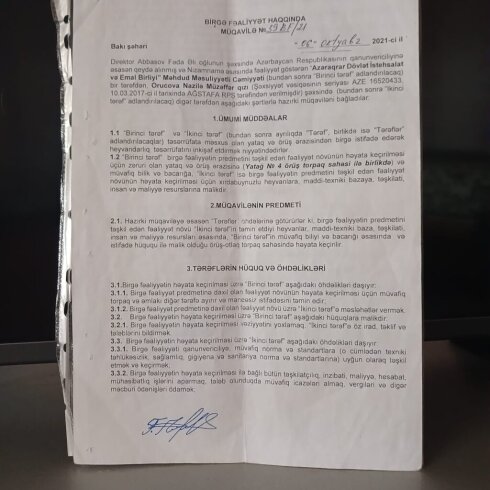 BİRGƏ FƏALİYYƏT HAQQINDA
MÜQAVİLƏ № 59BF/21
Bakı şəhəri "06" oktyabr 2021-ci il
Direktor Abbasov Fada Əli oğlunun şəxsində Azərbaycan Respublikasının qanunvericiliyinə
əsasən qeydə alınmış və Nizamnamə əsasında fəaliyyət göstərən "Azəraqrar Dövlət İstehsalat
və Emal Birliyi" Məhdud Məsuliyyətli Cəmiyyəti (bundan sonra "Birinci tərəf" adlandırılacaq)
bir tərəfdən, Orucova Nazilə Müzəffər qızı (Şəxsiyyət vəsiqəsinin seriyası AZE 16520433,
10.03.2017-ci il tarixində AĞSTAFA RPŞ tərəfindən verilmişdir) şəxsində (bundan sonra "İkinci
tərəf" adlandırılacaq) digər tərəfdən aşağıdakı şərtlərlə hazırki müqaviləni bağladılar:
1.ÜMUMİ MÜDDƏALAR
1.1 "Birinci tərəf" və "İkinci tərəf" (bundan sonra ayrılıqda "Tərəf", birlikdə isə "Tərəflər"
adlandırılacaqlar) təsərrüfata məxsus olan yataq və örüş ərazisindən birgə istifadə edərək
heyvandarlıq təsərrüfatını inkişaf etdirmək niyyətindədirlər.
1.2 "Birinci tərəf" birgə fəaliyyətin predmetini təşkil edən fəaliyyət növünün həyata keçirilməsi
üçün zəruri olan yataq və örüş ərazisinə (Yatağ № 4 örüş torpaq sahəsi ilə birlikdə) və
müvafiq bilik və bacarığa, "İkinci tərəf" isə birgə fəaliyyətin predmetini təşkil edən fəaliyyət
növünün həyata keçirilməsi üçün xırdabuynuzlu heyvanlara, maddi-texniki bazaya, təşkilati,
insan və maliyyə resurslarına malikdir.
2.MÜQAVİLƏNİN PREDMETİ
2.1. Hazırki müqaviləyə əsasən "Tərəflər" öhdələrinə götürürlər ki, birgə fəaliyyətin predmetini
təşkil edən fəaliyyət növü "İkinci tərəf"in təmin etdiyi heyvanlar, maddi-texniki baza, təşkilati,
insan və maliyyə resursları əsasında, "Birinci tərəf"in müvafiq bilik və bacarığı əsasında və
istifadə hüququ ilə malik olduğu örüş-otlaq torpaq sahəsində həyata keçirilir.
3.TƏRƏFLƏRİN HÜQUQ VƏ ÖHDƏLİKLƏRİ
3.1. Birgə fəaliyyətin həyata keçirilməsi üzrə "Birinci tərəf" aşağıdakı öhdəlikləri daşıyır:
3.1.1. Birgə fəaliyyətin predmetinə daxil olan fəaliyyət növünün həyata keçirilməsi üçün müvafiq
torpaq və əmlakı digər tərəfə ayırır və maneəsiz istifadəsini təmin edir.
3.1.2. Birgə fəaliyyətin predmetinə daxil olan fəaliyyət növü üzrə "İkinci tərəf"ə məsləhətlər vermək.
3.2. Birgə fəaliyyətin həyata keçirilməsi üzrə "Birinci tərəf" aşağıdakı hüquqlara malikdir:
3.2.1. Birgə fəaliyyətin həyata keçirilməsi vəziyyətini yoxlamaq, "İkinci tərəf"ə öz irad, təklif və
tələblərini bildirmək.
3.3. Birgə fəaliyyətin həyata keçirilməsi üzrə "İkinci tərəf" aşağıdakı öhdəlikləri daşıyır:
3.3.1. Birgə fəaliyyəti qanunvericiliyə, müvafiq norma və standartlara (o cümlədən texniki
təhlükəsizlik, sağlamlıq, gigiyena və sanitariya norma və standartlarına) uyğun olaraq təşkil
etmək və keçirmək;
3.3.2. Birgə fəaliyyətin həyata keçirilməsi ilə bağlı bütün təşkilatçılıq, inzibati, maliyyə, hesabat,
mühasibatlıq işlərini aparmaq, tələb olunduqda müvafiq icazələri almaq, vergiləri və digər
məcburi ödənişləri ödəmək;